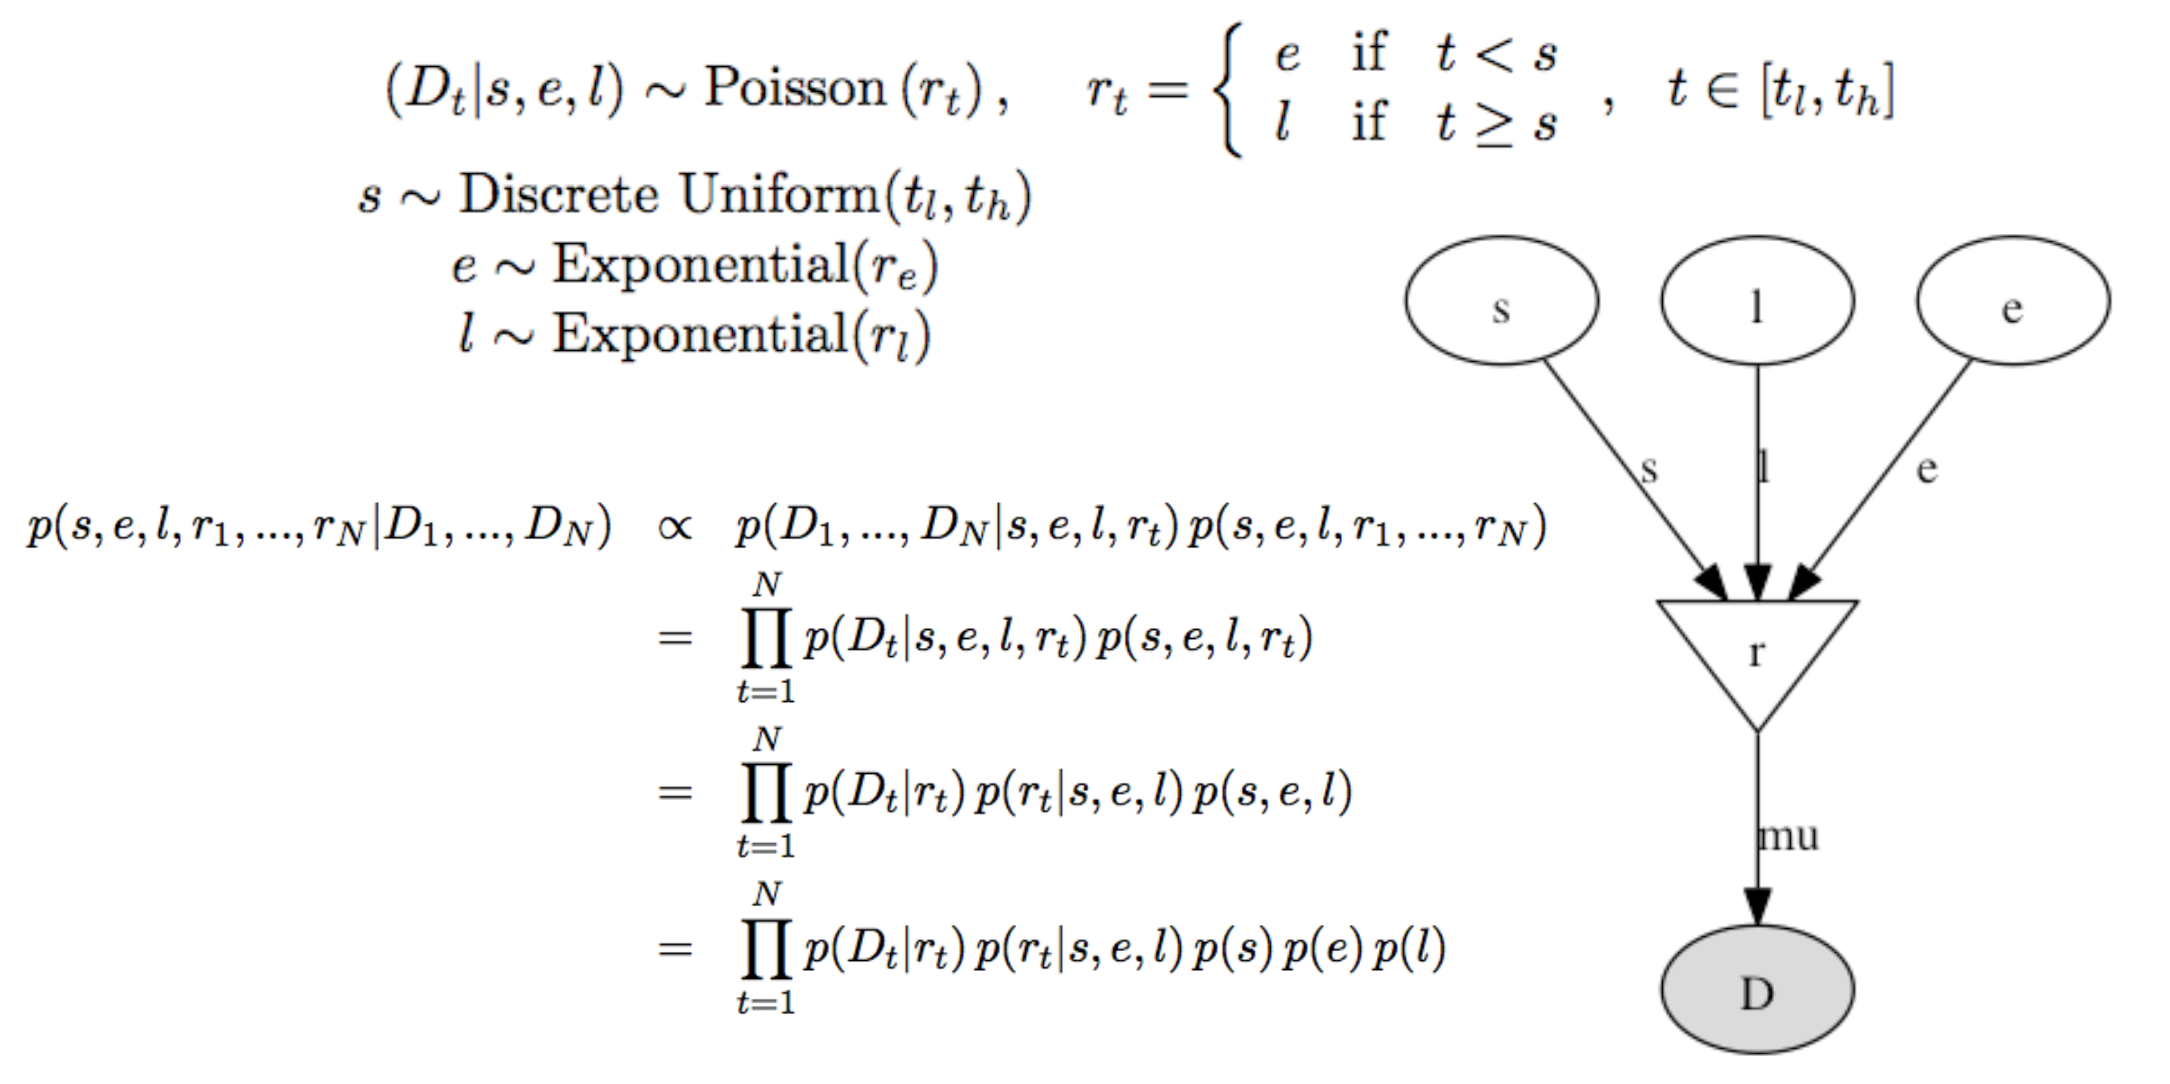 (D_t|s, e, l) ∼ Poisson (r_t) , r_t = { e if t < s , t ∈ [t_l, t_h]
l if t ≥ s
s ∼ Discrete Uniform(t_l, t_h)
e ∼ Exponential(r_e)
l ∼ Exponential(r_l)
s l e
s l e
r
mu
D
p(s, e, l, r_1, ..., r_N|D_1, ..., D_N) ∝ p(D_1, ..., D_N|s, e, l, r_t) p(s, e, l, r_1, ..., r_N)
= ∏_{t=1}^{N} p(D_t|s, e, l, r_t) p(s, e, l, r_t)
= ∏_{t=1}^{N} p(D_t|r_t) p(r_t|s, e, l) p(s, e, l)
= ∏_{t=1}^{N} p(D_t|r_t) p(r_t|s, e, l) p(s) p(e) p(l)